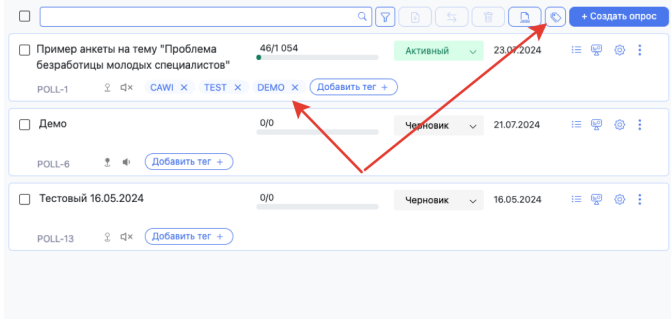 + Создать опрос
Пример анкеты на тему "Проблема
безработицы молодых специалистов"
46/1 054
Активный
23.07.2024
POLL-1
CAWI ×
TEST ×
DEMO ×
Добавить тег +
Демо
0/0
Черновик
21.07.2024
POLL-6
Добавить тег +
Тестовый 16.05.2024
0/0
Черновик
16.05.2024
POLL-13
Добавить тег +